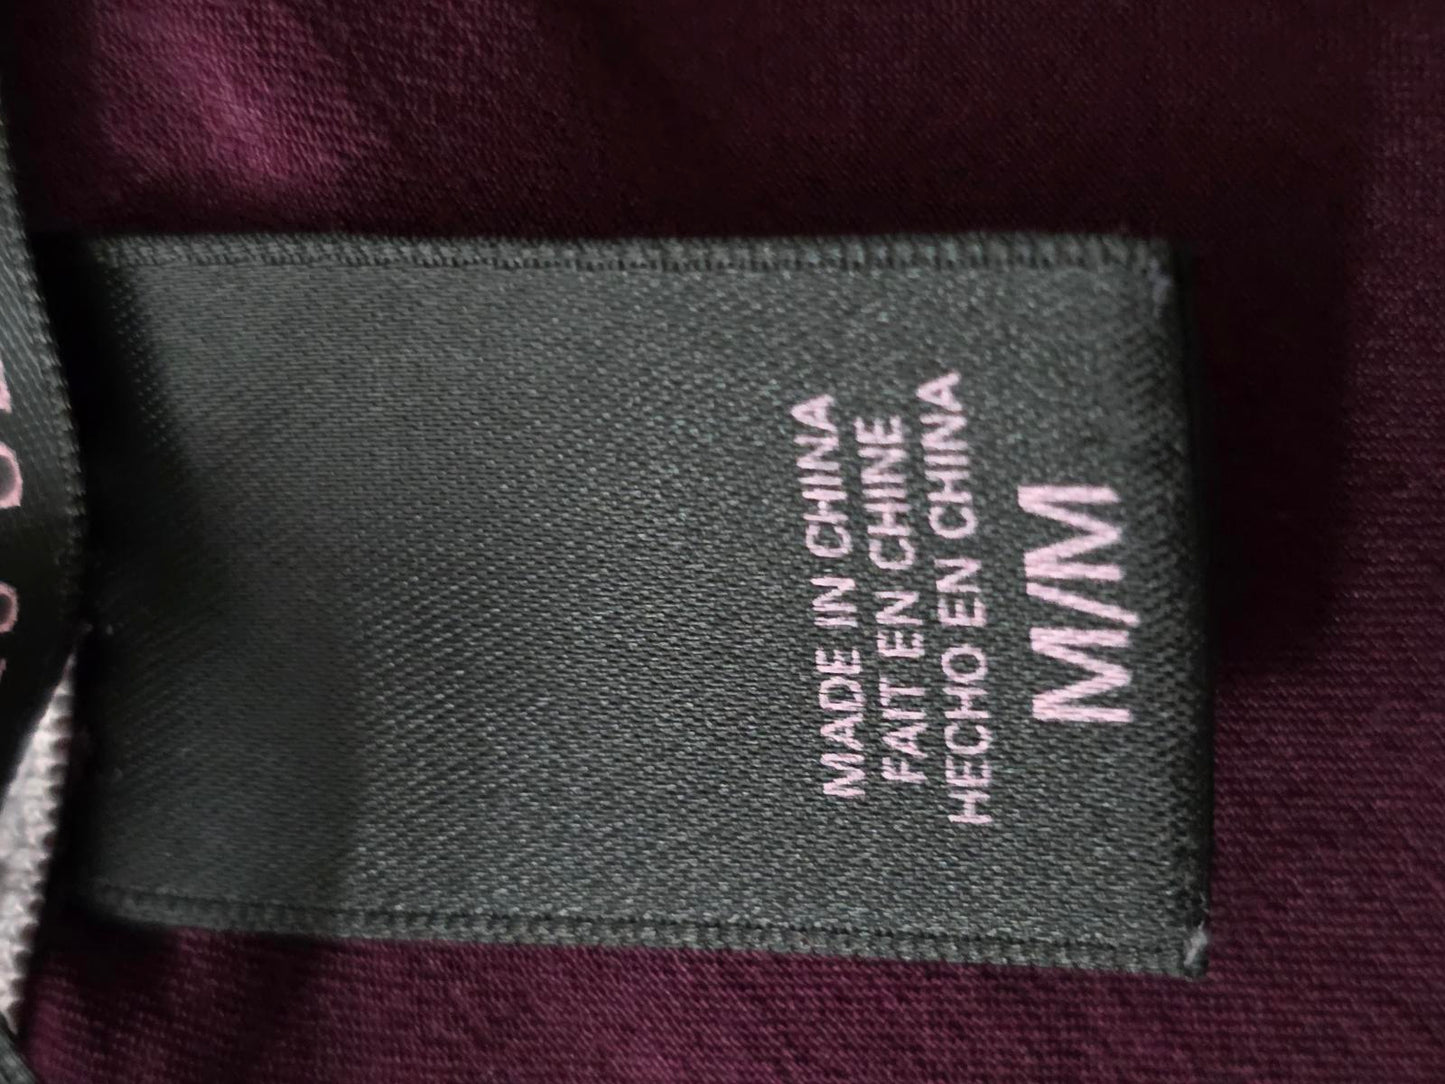 MADE IN CHINA
FAIT EN CHINE
HECHO EN CHINA
M/M